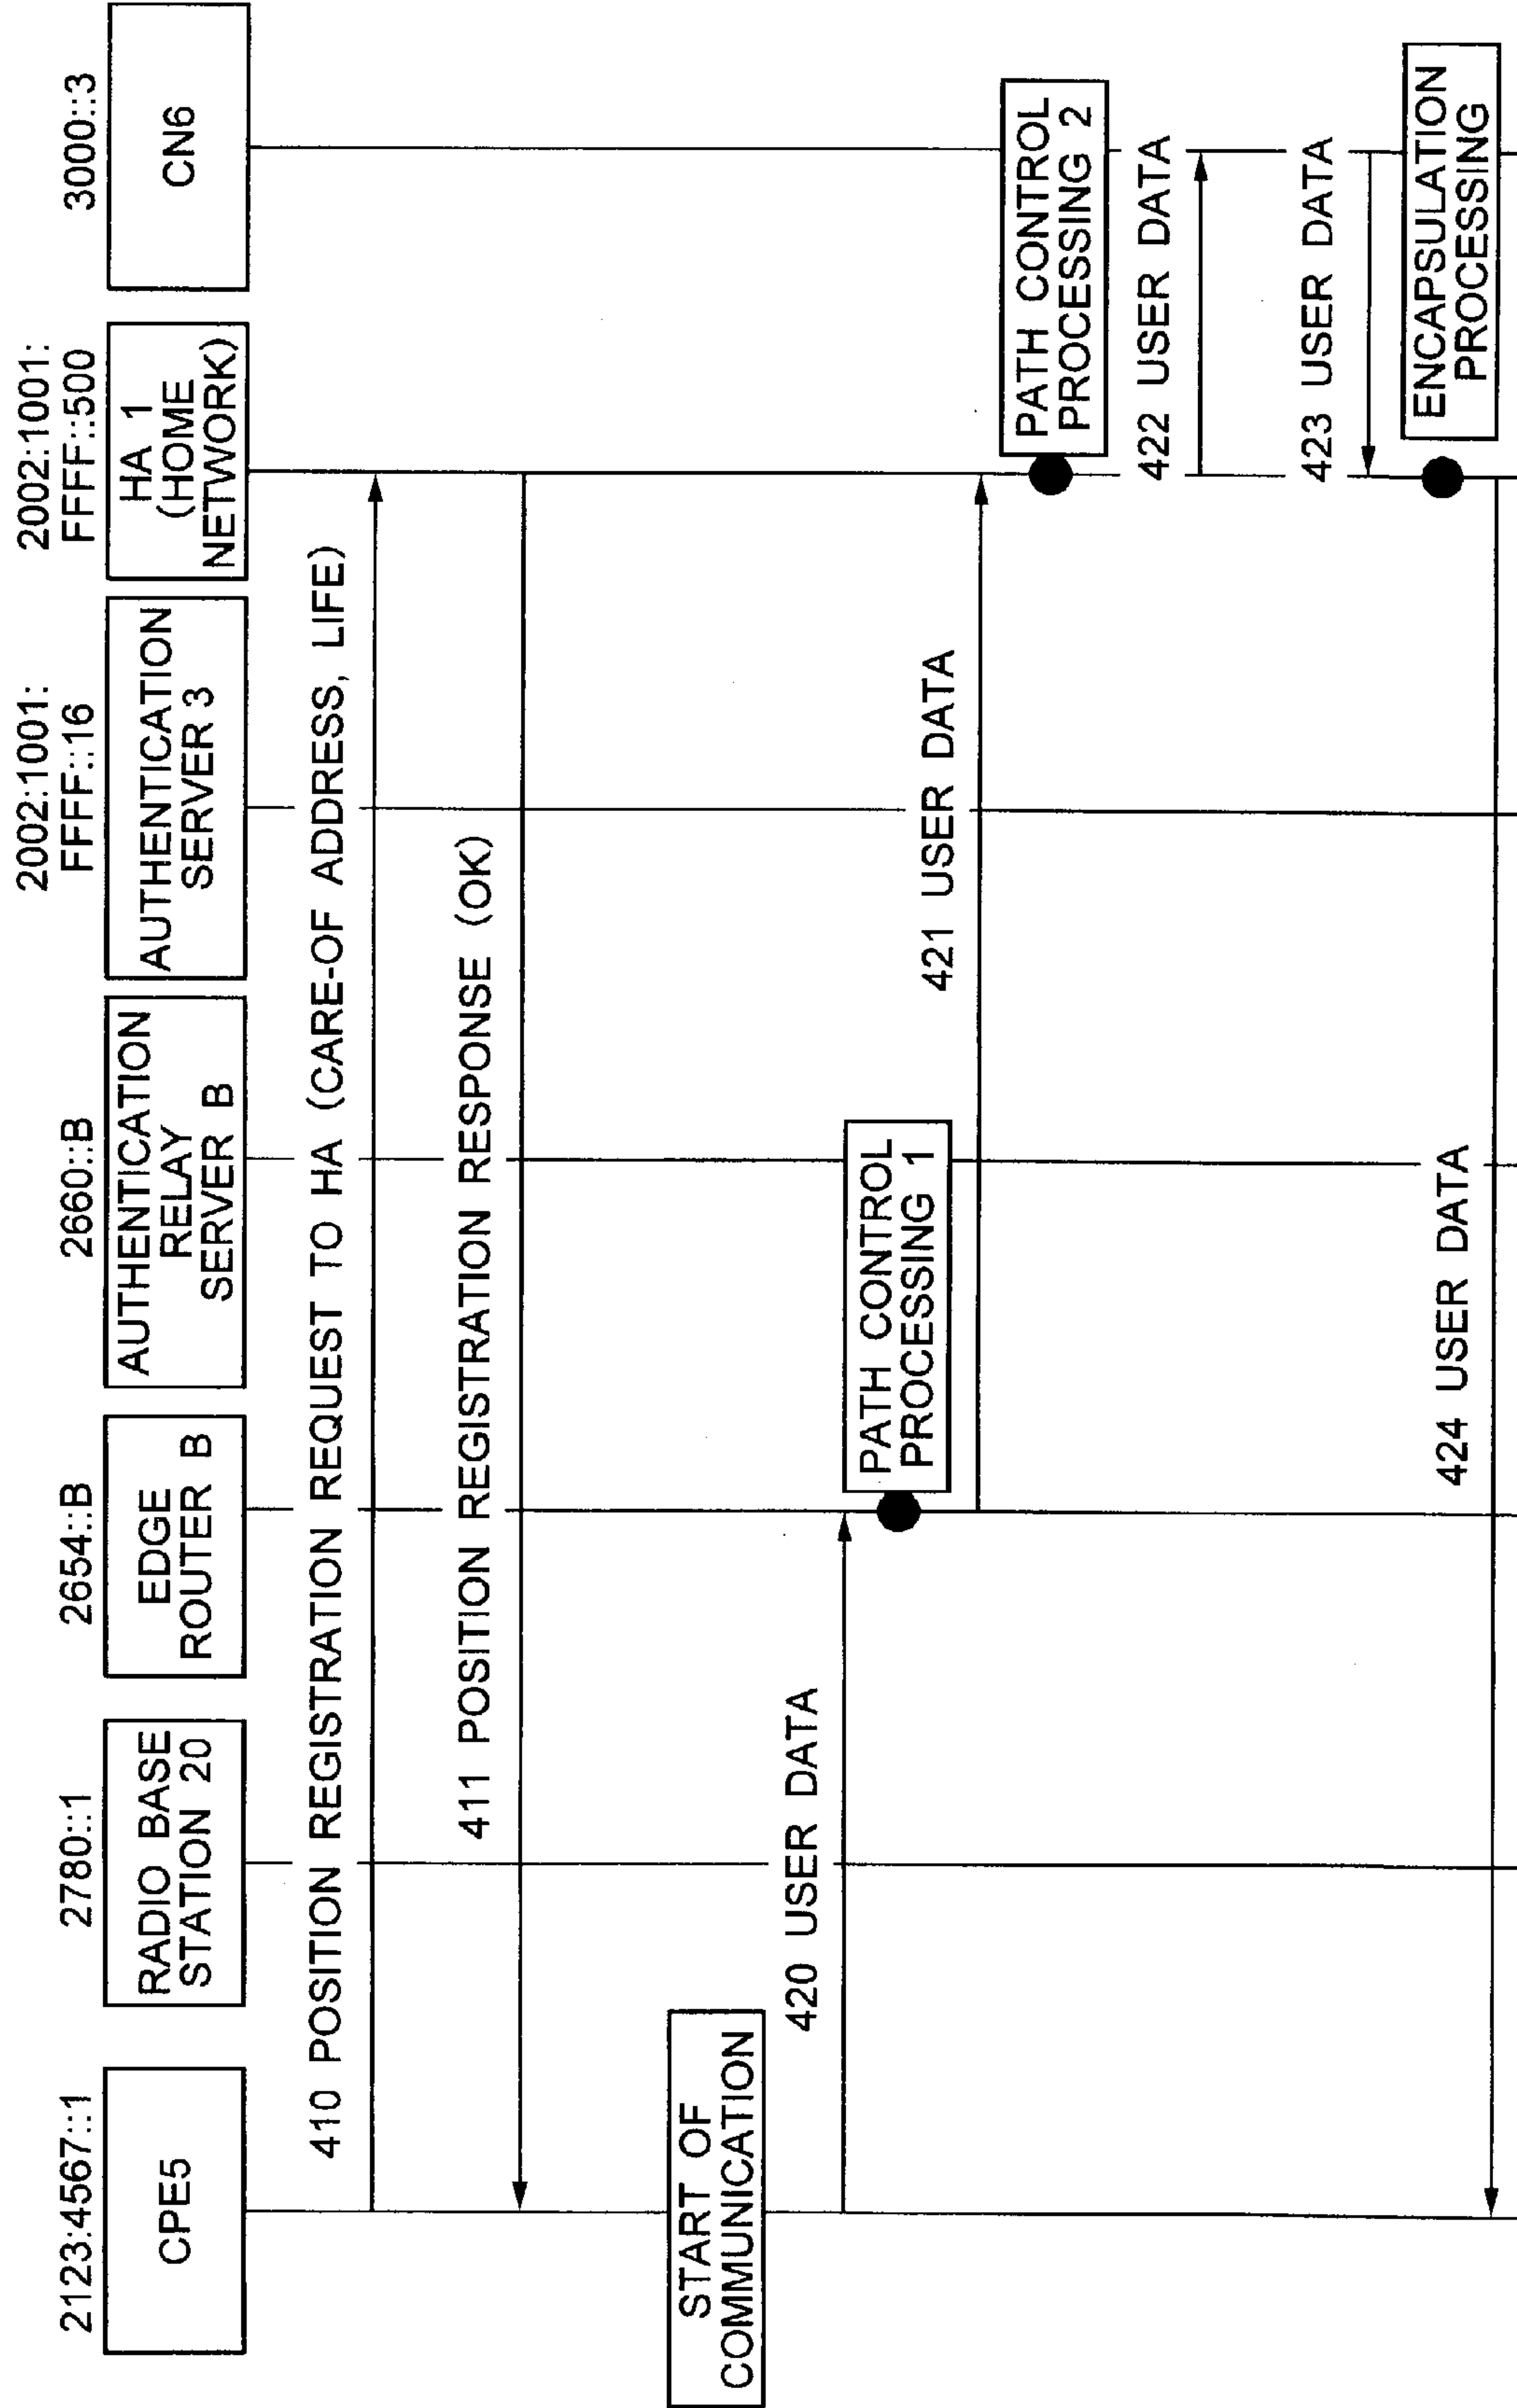 2123:4567::1
CPE5
2780::1
RADIO BASE
STATION 20
2654::B
EDGE
ROUTER B
2660::B
AUTHENTICATION
RELAY
SERVER B
2002:1001:
FFFF::16
AUTHENTICATION
SERVER 3
2002:1001:
FFFF::500
HA 1
(HOME
NETWORK)
3000::3
CN6
410 POSITION REGISTRATION REQUEST TO HA (CARE-OF ADDRESS, LIFE)
411 POSITION REGISTRATION RESPONSE (OK)
START OF
COMMUNICATION
420 USER DATA
PATH CONTROL
PROCESSING 1
421 USER DATA
PATH CONTROL
PROCESSING 2
422 USER DATA
423 USER DATA
ENCAPSULATION
PROCESSING
424 USER DATA